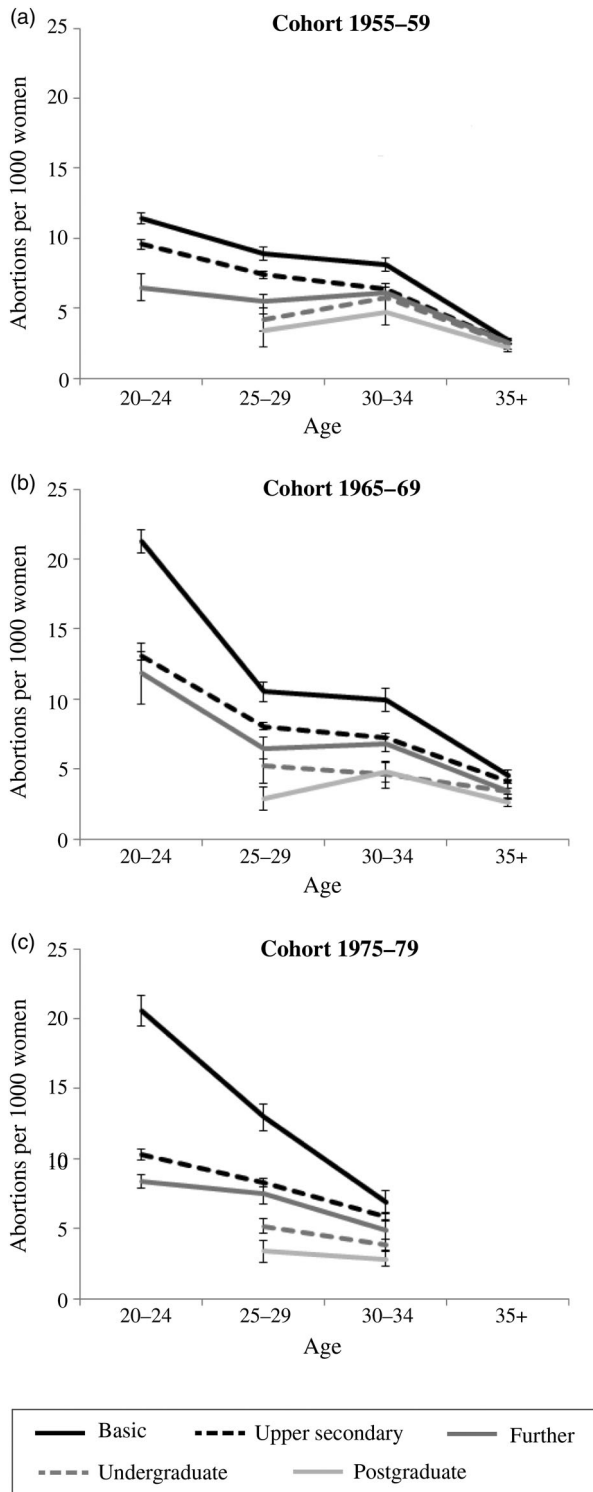 (a)
Cohort 1955–59
Abortions per 1000 women
25
20
15
10
5
0
20–24 25–29 30–34 35+
Age
(b)
Cohort 1965–69
Abortions per 1000 women
25
20
15
10
5
0
20–24 25–29 30–34 35+
Age
(c)
Cohort 1975–79
Abortions per 1000 women
25
20
15
10
5
0
20–24 25–29 30–34 35+
Age
Basic Upper secondary Further
Undergraduate Postgraduate